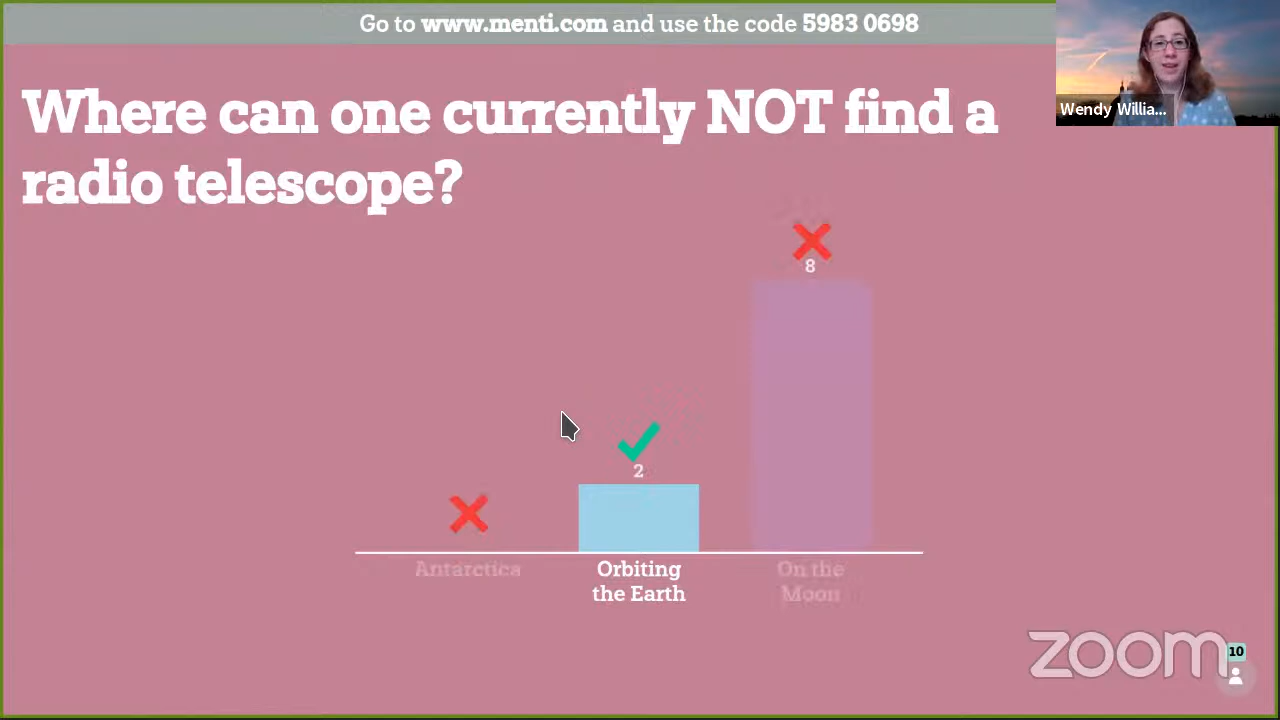 Go to www.menti.com and use the code 5983 0698
Wendy Willia...
Where can one currently NOT find a
radio telescope?
8
2
Antarctica
Orbiting
the Earth
On the
Moon
zoom
10